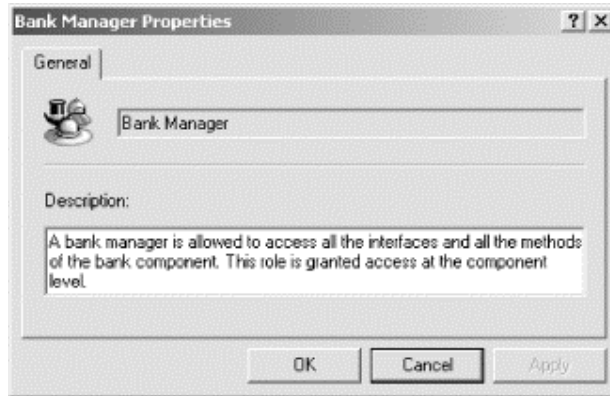 Bank Manager Properties
General
Bank Manager
Description:
A bank manager is allowed to access all the interfaces and all the methods
of the bank component. This role is granted access at the component
level.
OK Cancel Apply